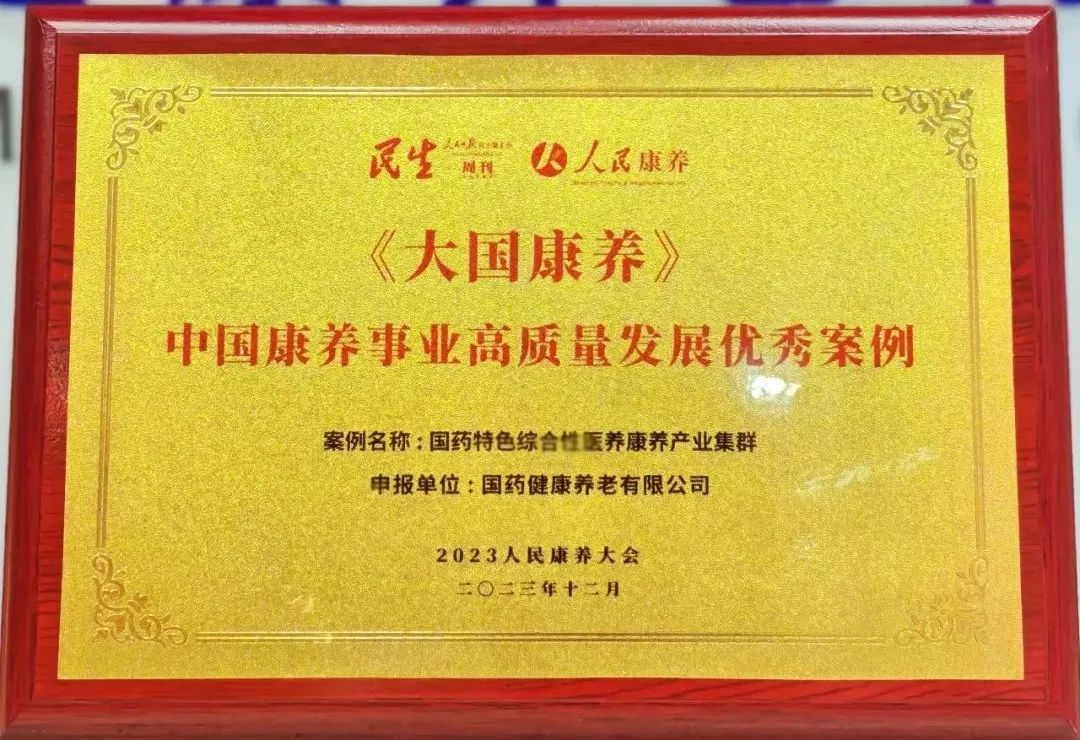 民生 周刊 人民康养
《大国康养》
中国康养事业高质量发展优秀案例
案例名称:国药特色综合性医养康养产业集群
申报单位:国药健康养老有限公司
2023人民康养大会
二〇二三年十二月